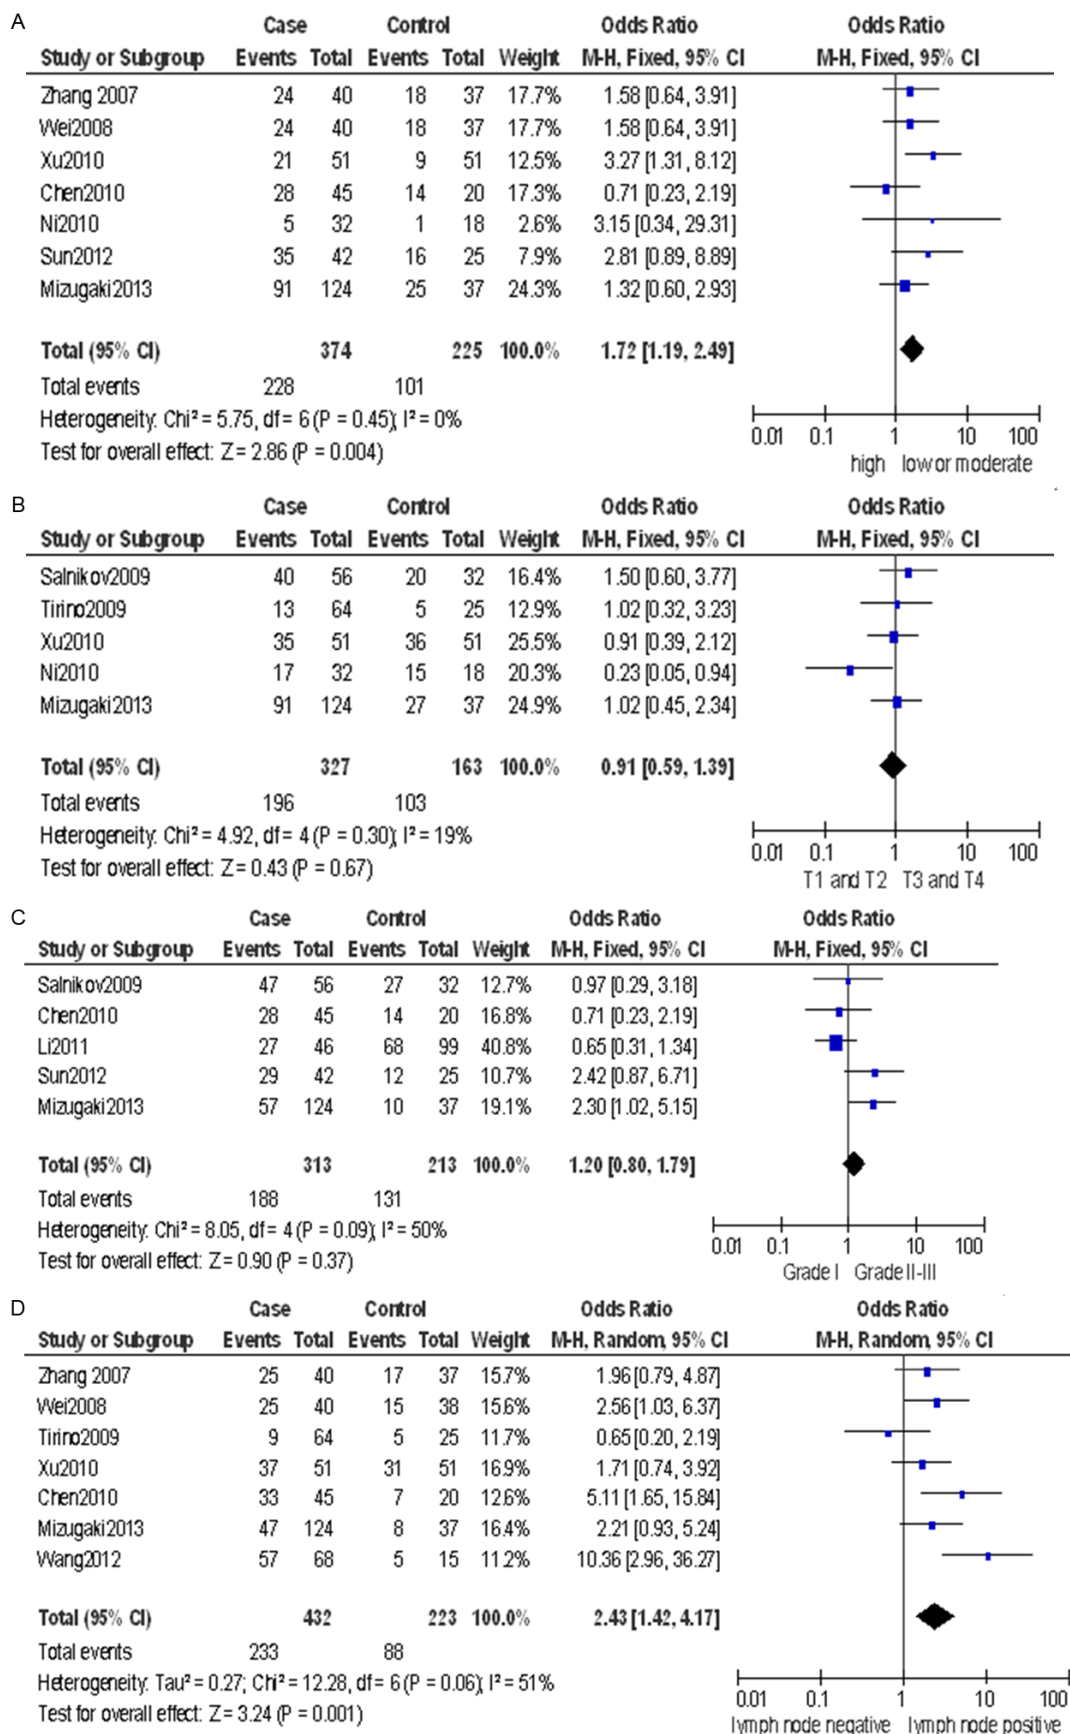 A
Case Control Odds Ratio Odds Ratio
Study or Subgroup Events Total Events Total Weight M-H, Fixed, 95% CI M-H, Fixed, 95% CI
Zhang 2007 24 40 18 37 17.7% 1.58 [0.64, 3.91]
Wei2008 24 40 18 37 17.7% 1.58 [0.64, 3.91]
Xu2010 21 51 9 51 12.5% 3.27 [1.31, 8.12]
Chen2010 28 45 14 20 17.3% 0.71 [0.23, 2.19]
Ni2010 5 32 1 18 2.6% 3.15 [0.34, 29.31]
Sun2012 35 42 16 25 7.9% 2.81 [0.89, 8.89]
Mizugaki2013 91 124 25 37 24.3% 1.32 [0.60, 2.93]
Total (95% CI) 374 225 100.0% 1.72 [1.19, 2.49]
Total events 228 101
Heterogeneity: Chi² = 5.75, df = 6 (P = 0.45); I² = 0%
Test for overall effect: Z = 2.86 (P = 0.004)
0.01 0.1 1 10 100
high low or moderate
B
Case Control Odds Ratio Odds Ratio
Study or Subgroup Events Total Events Total Weight M-H, Fixed, 95% CI M-H, Fixed, 95% CI
Salnikov2009 40 56 20 32 16.4% 1.50 [0.60, 3.77]
Tirino2009 13 64 5 25 12.9% 1.02 [0.32, 3.23]
Xu2010 35 51 36 51 25.5% 0.91 [0.39, 2.12]
Ni2010 17 32 15 18 20.3% 0.23 [0.05, 0.94]
Mizugaki2013 91 124 27 37 24.9% 1.02 [0.45, 2.34]
Total (95% CI) 327 163 100.0% 0.91 [0.59, 1.39]
Total events 196 103
Heterogeneity: Chi² = 4.92, df = 4 (P = 0.30); I² = 19%
Test for overall effect: Z = 0.43 (P = 0.67)
0.01 0.1 1 10 100
T1 and T2 T3 and T4
C
Case Control Odds Ratio Odds Ratio
Study or Subgroup Events Total Events Total Weight M-H, Fixed, 95% CI M-H, Fixed, 95% CI
Salnikov2009 47 56 27 32 12.7% 0.97 [0.29, 3.18]
Chen2010 28 45 14 20 16.8% 0.71 [0.23, 2.19]
Li2011 27 46 68 99 40.8% 0.65 [0.31, 1.34]
Sun2012 29 42 12 25 10.7% 2.42 [0.87, 6.71]
Mizugaki2013 57 124 10 37 19.1% 2.30 [1.02, 5.15]
Total (95% CI) 313 213 100.0% 1.20 [0.80, 1.79]
Total events 188 131
Heterogeneity: Chi² = 8.05, df = 4 (P = 0.09); I² = 50%
Test for overall effect: Z = 0.90 (P = 0.37)
0.01 0.1 1 10 100
Grade I Grade II-III
D
Case Control Odds Ratio Odds Ratio
Study or Subgroup Events Total Events Total Weight M-H, Random, 95% CI M-H, Random, 95% CI
Zhang 2007 25 40 17 37 15.7% 1.96 [0.79, 4.87]
Wei2008 25 40 15 38 15.6% 2.56 [1.03, 6.37]
Tirino2009 9 64 5 25 11.7% 0.65 [0.20, 2.19]
Xu2010 37 51 31 51 16.9% 1.71 [0.74, 3.92]
Chen2010 33 45 7 20 12.6% 5.11 [1.65, 15.84]
Mizugaki2013 47 124 8 37 16.4% 2.21 [0.93, 5.24]
Wang2012 57 68 5 15 11.2% 10.36 [2.96, 36.27]
Total (95% CI) 432 223 100.0% 2.43 [1.42, 4.17]
Total events 233 88
Heterogeneity: Tau² = 0.27; Chi² = 12.28, df = 6 (P = 0.06); I² = 51%
Test for overall effect: Z = 3.24 (P = 0.001)
0.01 0.1 1 10 100
lymph node negative lymph node positive